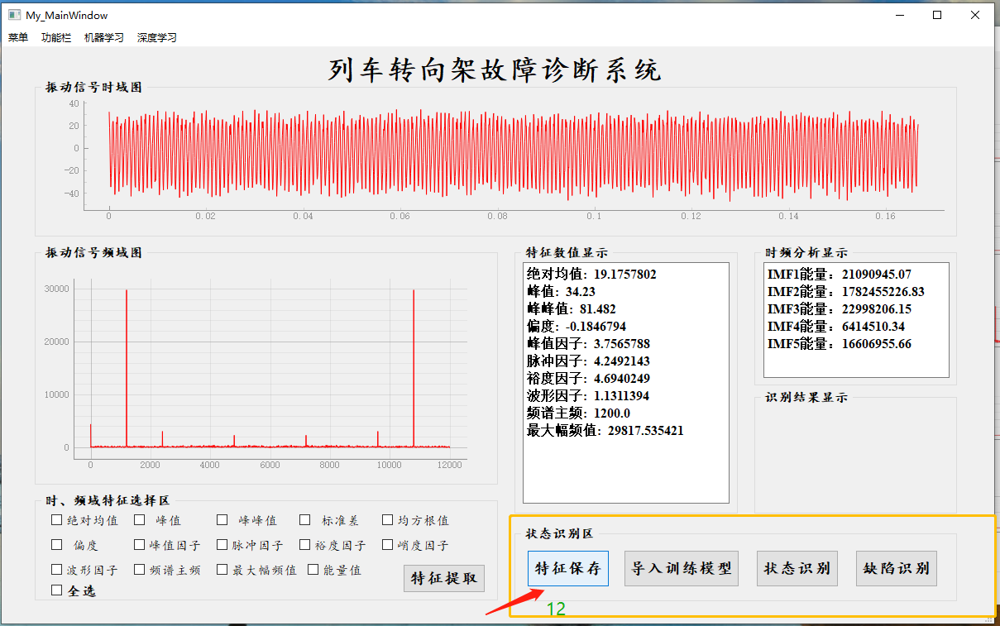 My_MainWindow
菜单 功能栏 机器学习 深度学习
列车转向架故障诊断系统
振动信号时域图
40
20
0
−20
−40
0 0.02 0.04 0.06 0.08 0.1 0.12 0.14 0.16
振动信号频域图
30000
20000
10000
0
0 2000 4000 6000 8000 10000 12000
特征数值显示
绝对均值: 19.1757802
峰值: 34.23
峰峰值: 81.482
偏度: -0.1846794
峰值因子: 3.7565788
脉冲因子: 4.2492143
裕度因子: 4.6940249
波形因子: 1.1311394
频谱主频: 1200.0
最大幅频值: 29817.535421
时频分析显示
IMF1能量: 21090945.07
IMF2能量: 1782455226.83
IMF3能量: 22998206.15
IMF4能量: 6414510.34
IMF5能量: 16606955.66
识别结果显示
时、频域特征选择区
绝对均值 峰值 峰峰值 标准差 均方根值
偏度 峰值因子 脉冲因子 裕度因子 峭度因子
波形因子 频谱主频 最大幅频值 能量值
全选
特征提取
状态识别区
特征保存 导入训练模型 状态识别 缺陷识别
12